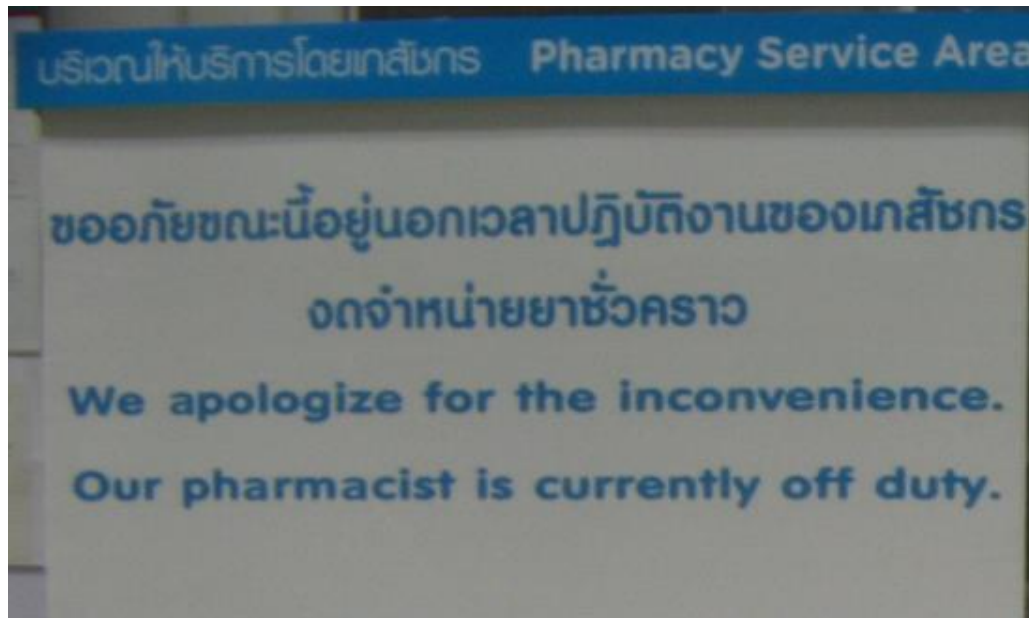 บริเวณให้บริการโดยเภสัชกร Pharmacy Service Area
ขออภัยขณะนี้อยู่นอกเวลาปฏิบัติงานของเภสัชกร
งดจำหน่ายยาชั่วคราว
We apologize for the inconvenience.
Our pharmacist is currently off duty.